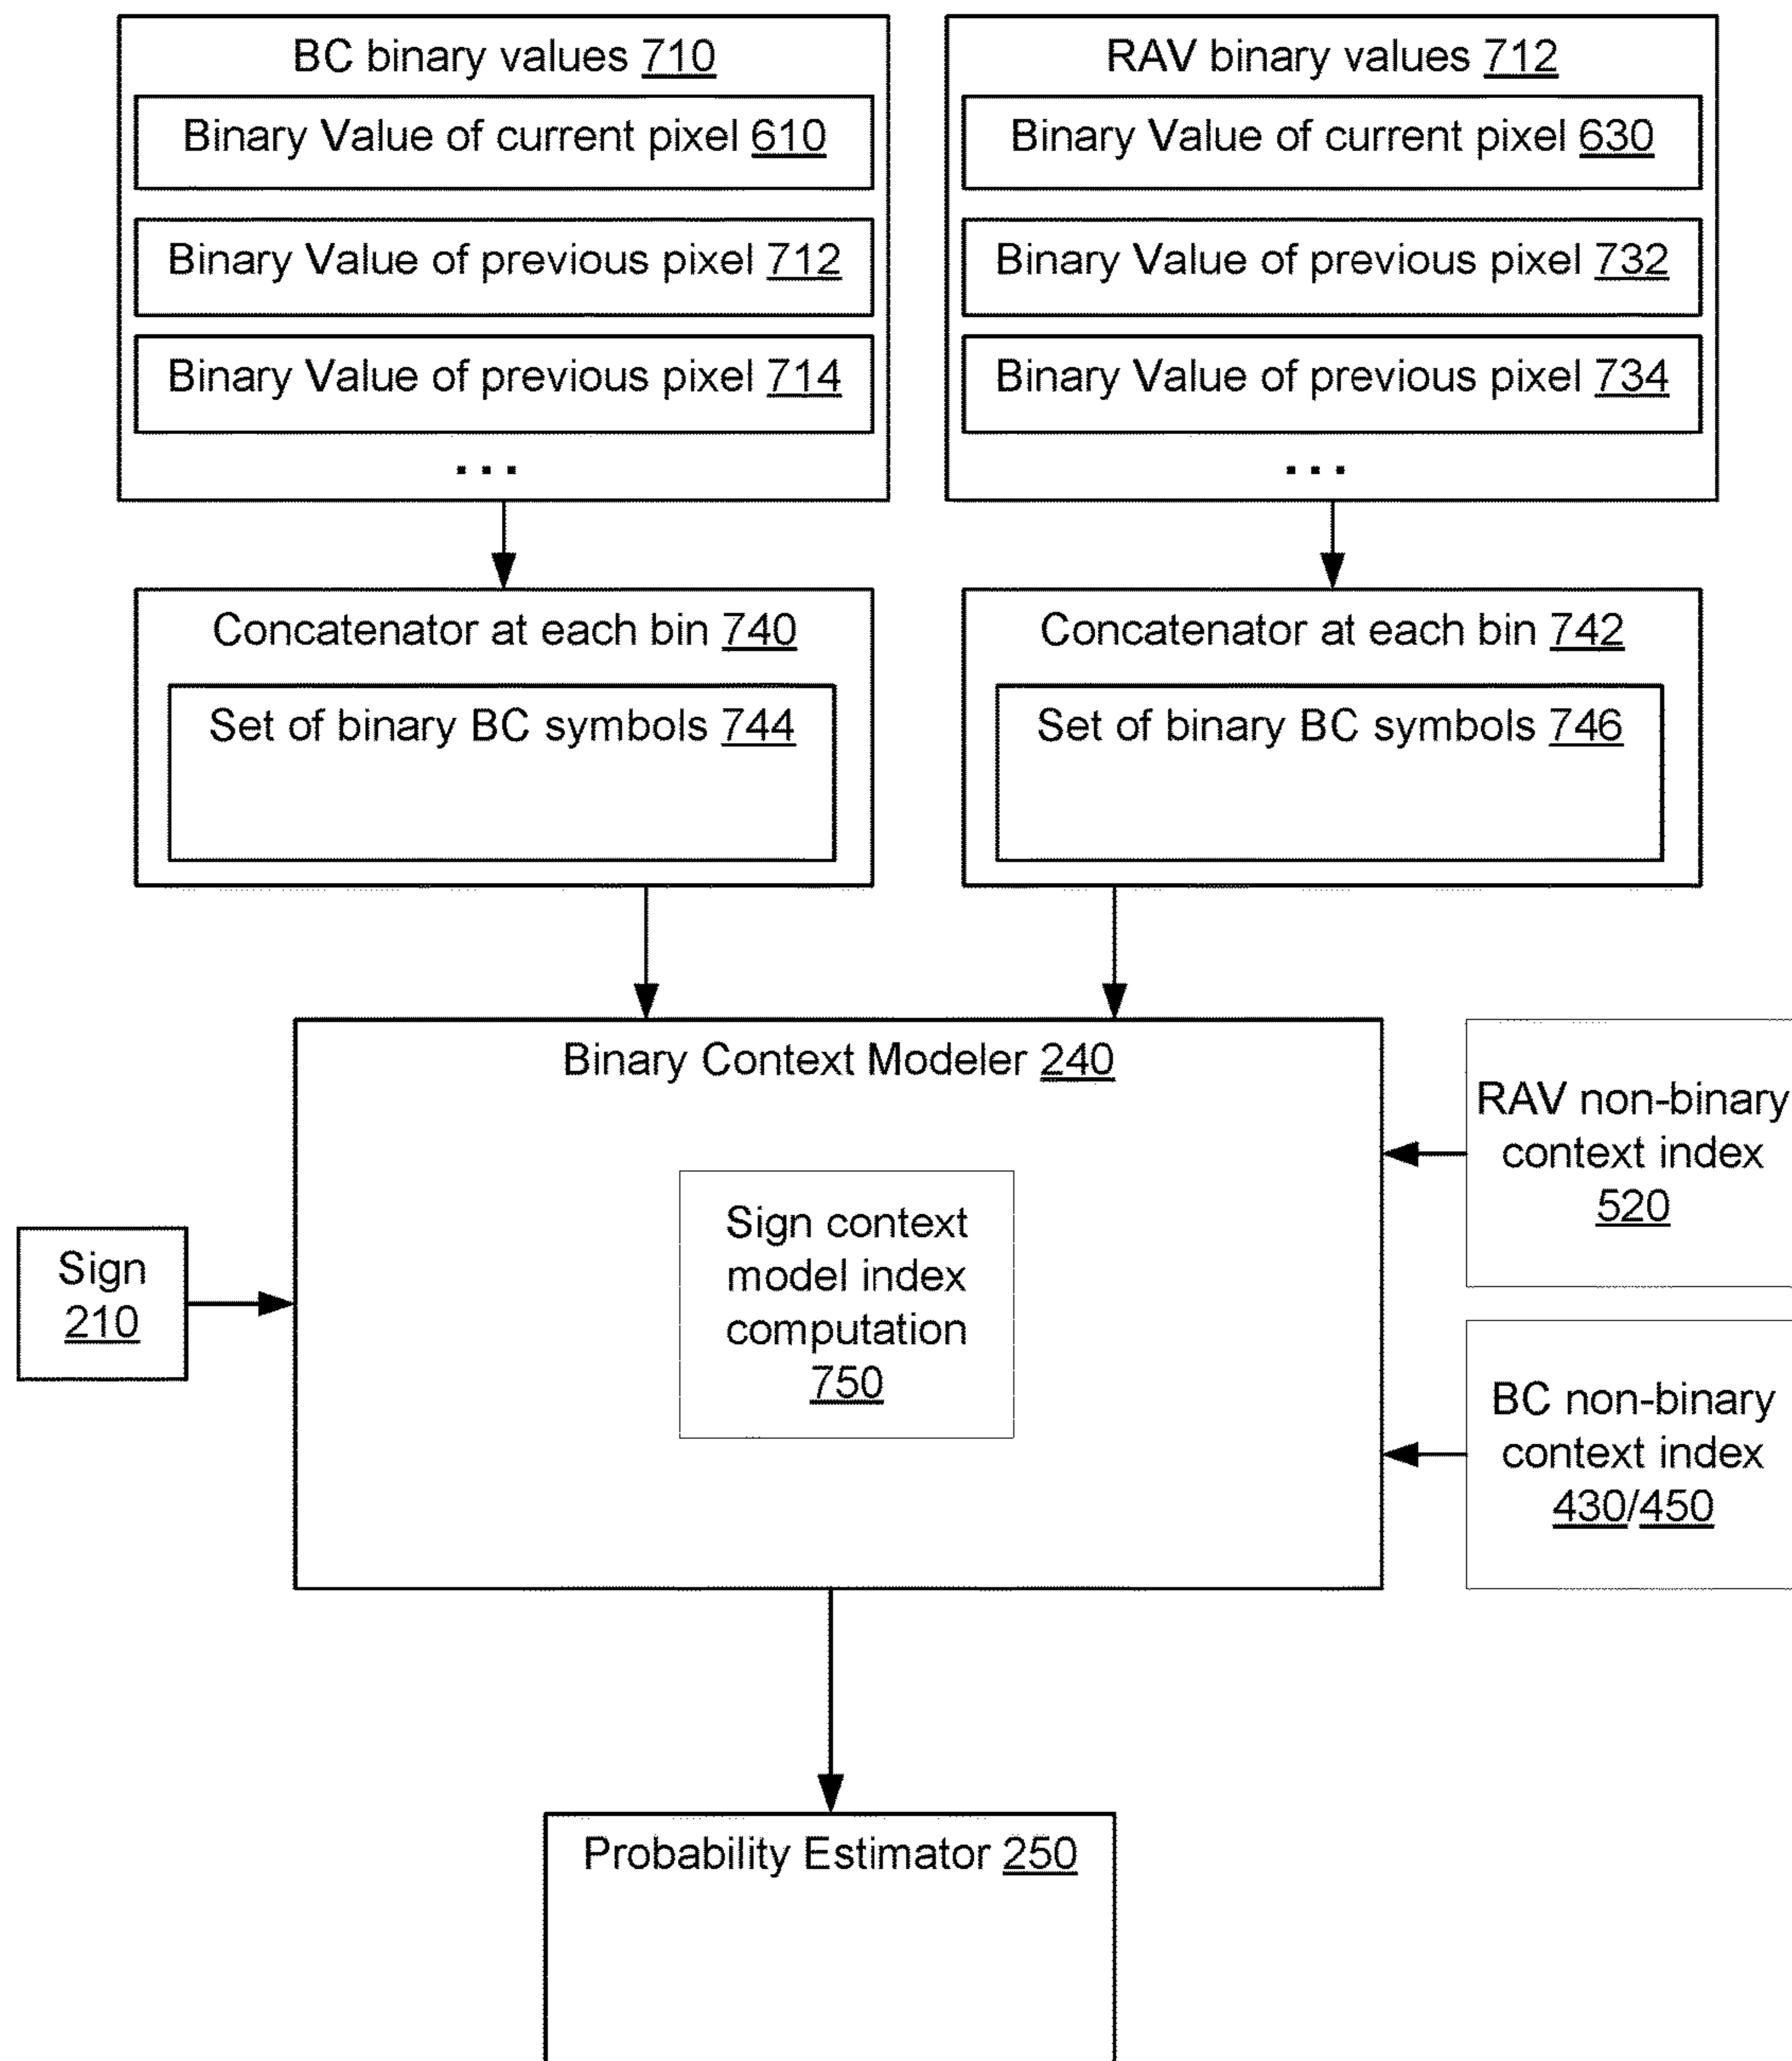 BC binary values 710
Binary Value of current pixel 610
Binary Value of previous pixel 712
Binary Value of previous pixel 714
...
RAV binary values 712
Binary Value of current pixel 630
Binary Value of previous pixel 732
Binary Value of previous pixel 734
...
Concatenator at each bin 740
Set of binary BC symbols 744
Concatenator at each bin 742
Set of binary BC symbols 746
Binary Context Modeler 240
Sign context
model index
computation
750
Sign
210
RAV non-binary
context index
520
BC non-binary
context index
430/450
Probability Estimator 250